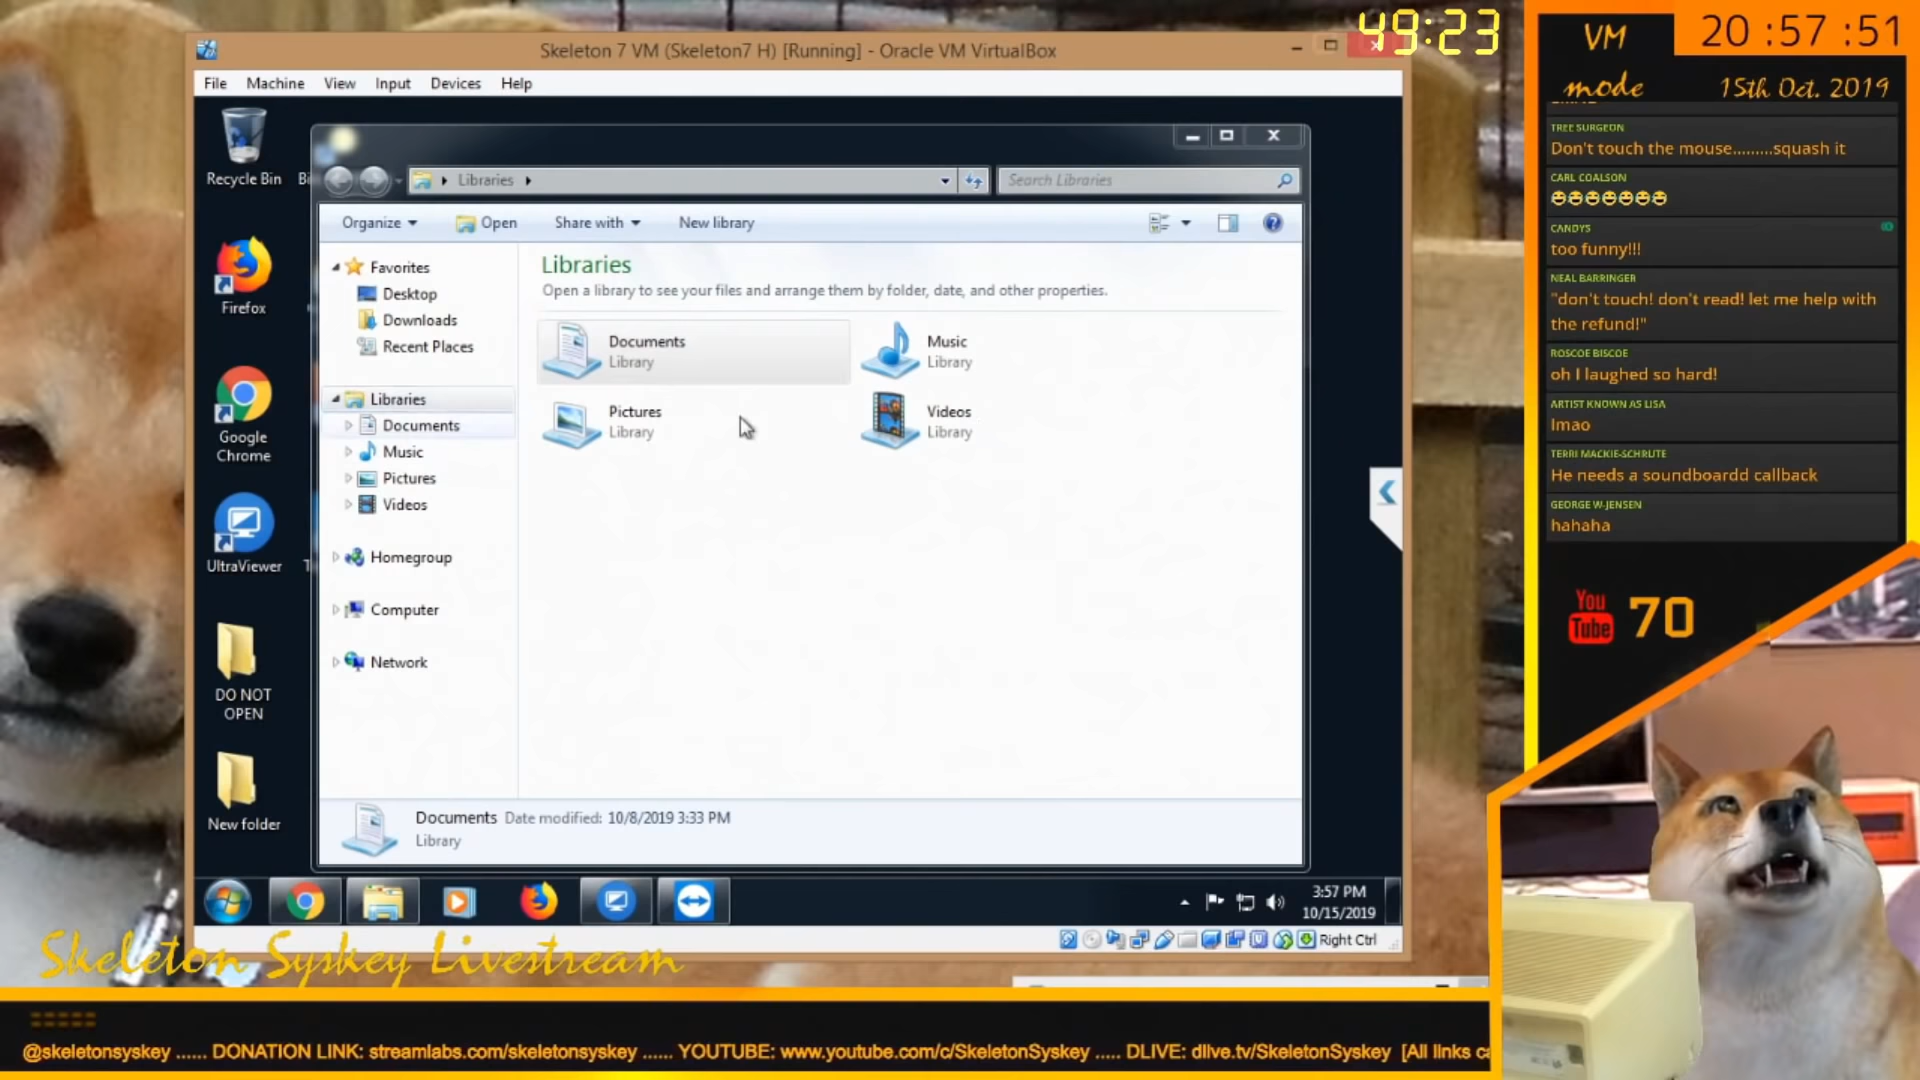 Skeleton 7 VM (Skeleton7 H) [Running] - Oracle VM VirtualBox
49:23
File Machine View Input Devices Help
Recycle Bin
Bi
Firefox
Google
Chrome
UltraViewer
T
DO NOT
OPEN
New folder
Libraries
Search Libraries
Organize Open Share with New library
Favorites
Desktop
Downloads
Recent Places
Libraries
Documents
Music
Pictures
Videos
Homegroup
Computer
Network
Libraries
Open a library to see your files and arrange them by folder, date, and other properties.
Documents
Library
Music
Library
Pictures
Library
Videos
Library
Documents Date modified: 10/8/2019 3:33 PM
Library
3:57 PM
10/15/2019
Right Ctrl
Skeleton Syskey Livestream
VM
mode
20 :57 :51
15th Oct. 2019
TREE SURGEON
Don't touch the mouse.........squash it
CARL COALSON
😂😂😂😂😂😂😂
CANDYS
too funny!!!
NEAL BARRINGER
"don't touch! don't read! let me help with
the refund!"
ROSCOE BISCOE
oh I laughed so hard!
ARTIST KNOWN AS LISA
lmao
TERRI MACKIE-SCHRUTE
He needs a soundboardd callback
GEORGE W-JENSEN
hahaha
You
Tube
70
@skeletonsyskey ...... DONATION LINK: streamlabs.com/skeletonsyskey ...... YOUTUBE: www.youtube.com/c/SkeletonSyskey ..... DLIVE: dlive.tv/SkeletonSyskey [All links ca